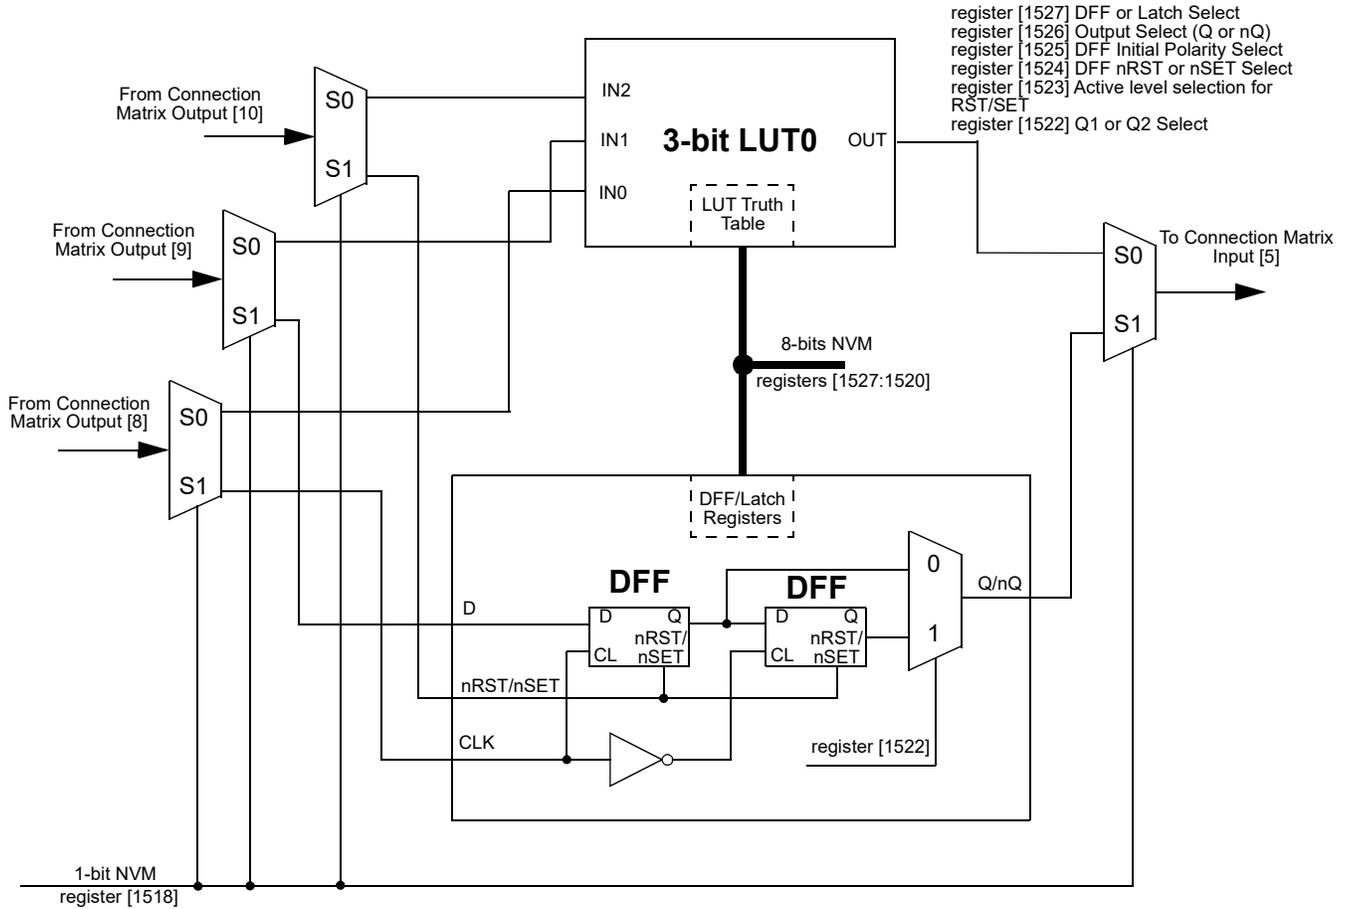 register [1527] DFF or Latch Select
register [1526] Output Select (Q or nQ)
register [1525] DFF Initial Polarity Select
register [1524] DFF nRST or nSET Select
register [1523] Active level selection for
RST/SET
register [1522] Q1 or Q2 Select
From Connection
Matrix Output [10]
S0
S1
IN2
IN1
IN0
3-bit LUT0
OUT
LUT Truth
Table
From Connection
Matrix Output [9]
S0
S1
To Connection Matrix
Input [5]
S0
S1
8-bits NVM
registers [1527:1520]
From Connection
Matrix Output [8]
S0
S1
DFF/Latch
Registers
DFF
DFF
D
D
Q
nRST/
nSET
CL
D
Q
nRST/
nSET
CL
0
1
Q/nQ
nRST/nSET
CLK
register [1522]
1-bit NVM
register [1518]